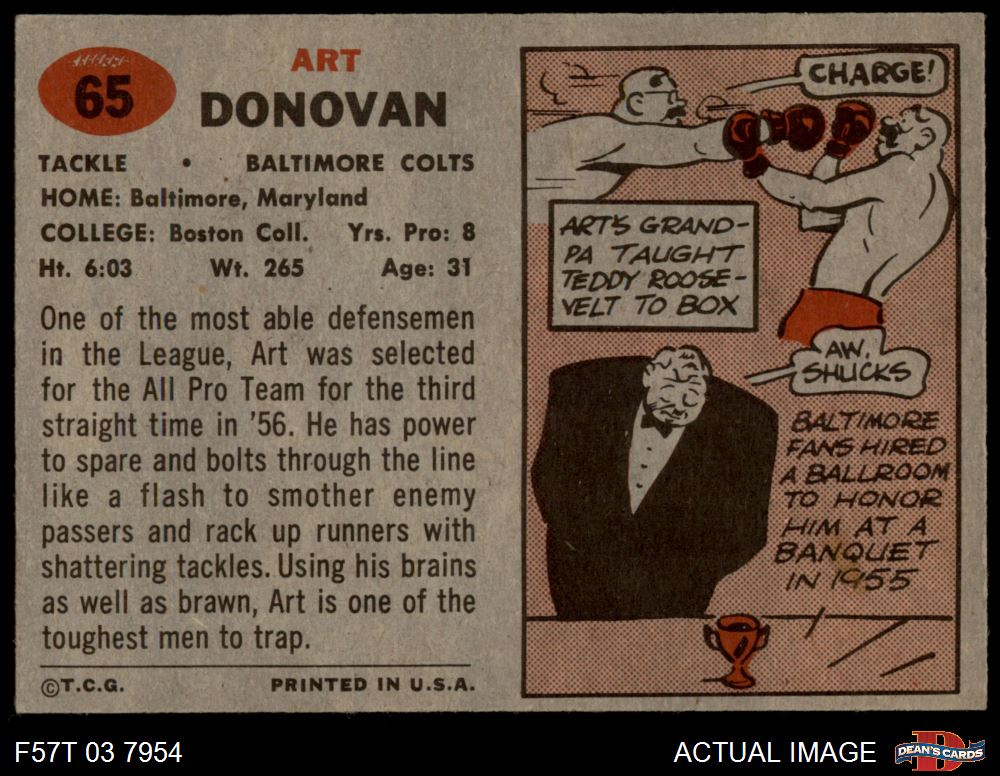 65
ART
DONOVAN
TACKLE • BALTIMORE COLTS
HOME: Baltimore, Maryland
COLLEGE: Boston Coll. Yrs. Pro: 8
Ht. 6:03 Wt. 265 Age: 31
One of the most able defensemen
in the League, Art was selected
for the All Pro Team for the third
straight time in '56. He has power
to spare and bolts through the line
like a flash to smother enemy
passers and rack up runners with
shattering tackles. Using his brains
as well as brawn, Art is one of the
toughest men to trap.
©T.C.G. PRINTED IN U.S.A.
CHARGE!
ART'S GRAND-
PA TAUGHT
TEDDY ROOSE-
VELT TO BOX
AW,
SHUCKS
BALTIMORE
FANS HIRED
A BALLROOM
TO HONOR
HIM AT A
BANQUET
IN 1955
F57T 03 7954
ACTUAL IMAGE
DEAN'S CARDS